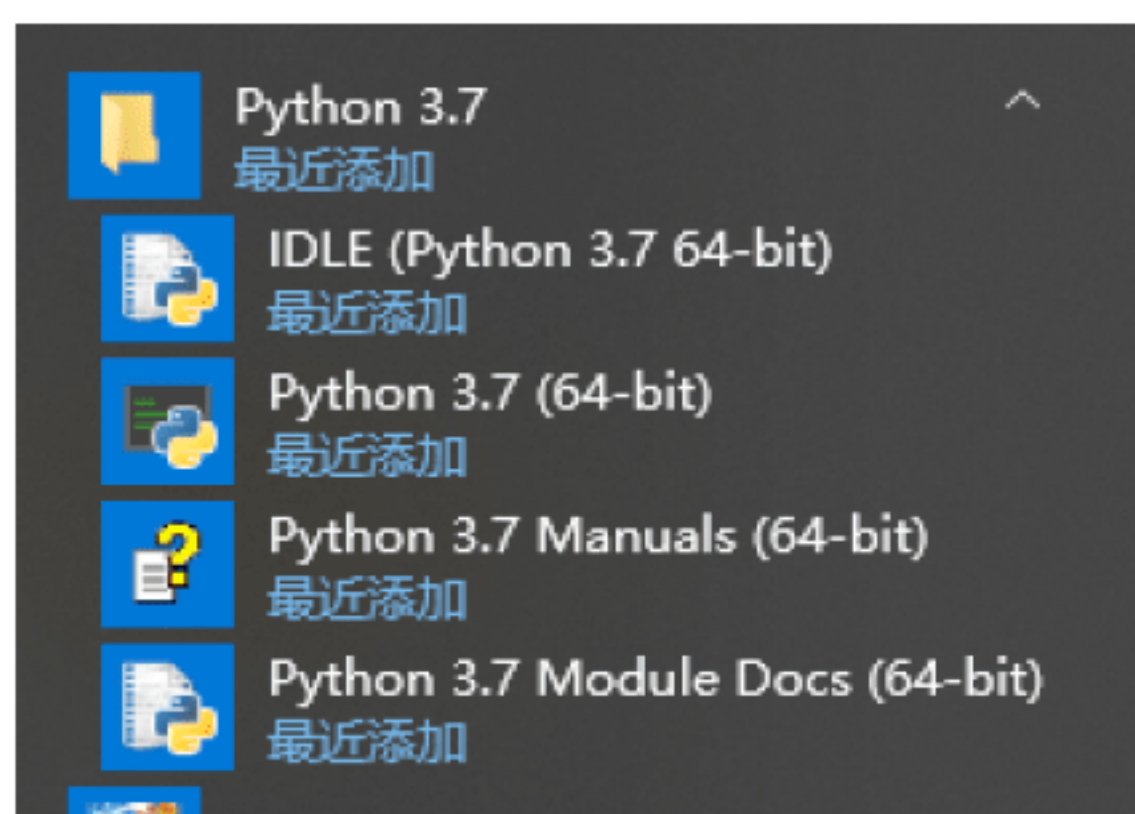 Python 3.7
最近添加
IDLE (Python 3.7 64-bit)
最近添加
Python 3.7 (64-bit)
最近添加
Python 3.7 Manuals (64-bit)
最近添加
Python 3.7 Module Docs (64-bit)
最近添加